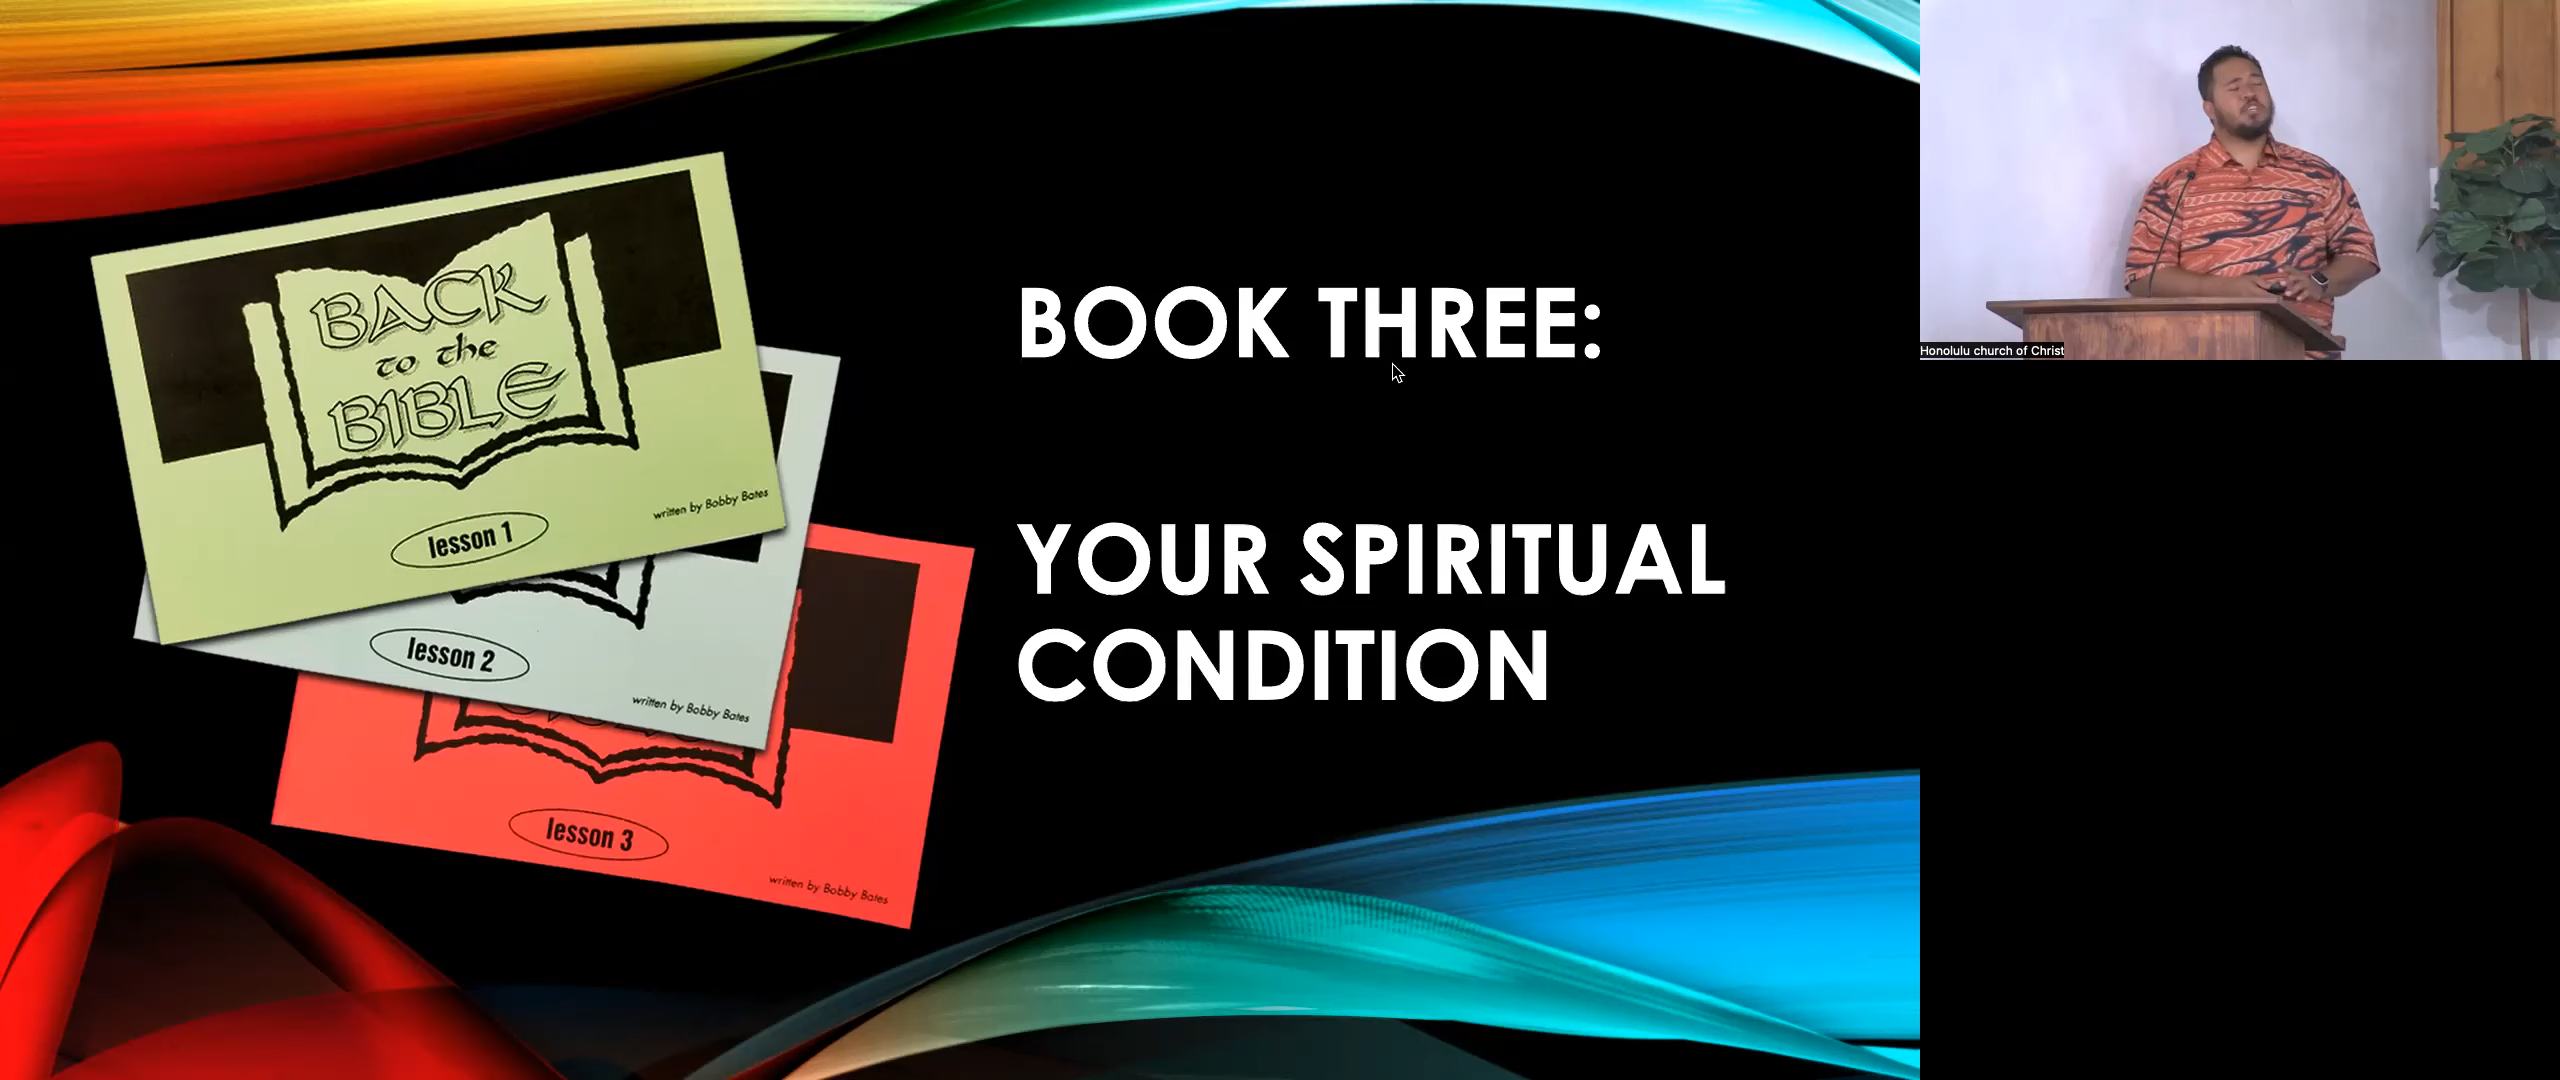 BACK
to the
BIBLE
written by Bobby Bates
lesson 1
lesson 2
written by Bobby Bates
lesson 3
written by Bobby Bates
BOOK THREE:
YOUR SPIRITUAL
CONDITION
Honolulu church of Christ